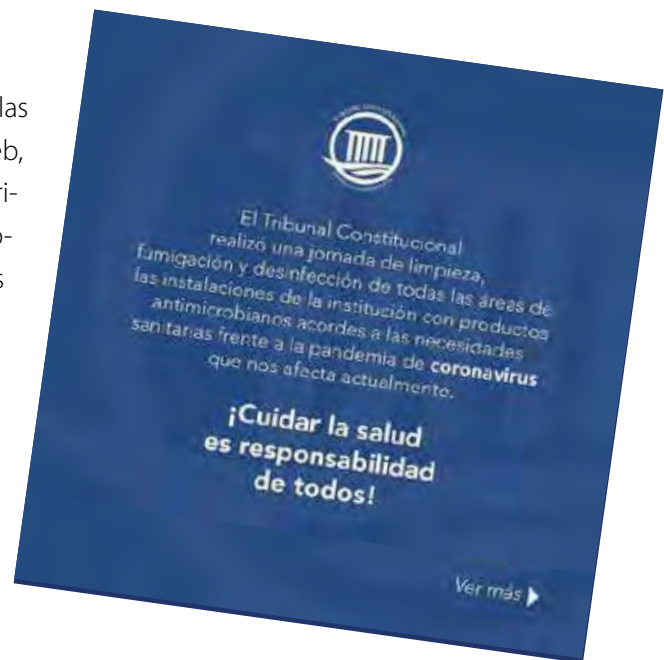 las
eb,
ri-
o-
s
El Tribunal Constitucional
realizó una jornada de limpieza,
fumigación y desinfección de todas las áreas de
las instalaciones de la institución con productos
antimicrobianos acordes a las necesidades
sanitarias frente a la pandemia de coronavirus
que nos afecta actualmente.
¡Cuidar la salud
es responsabilidad
de todos!
Ver más